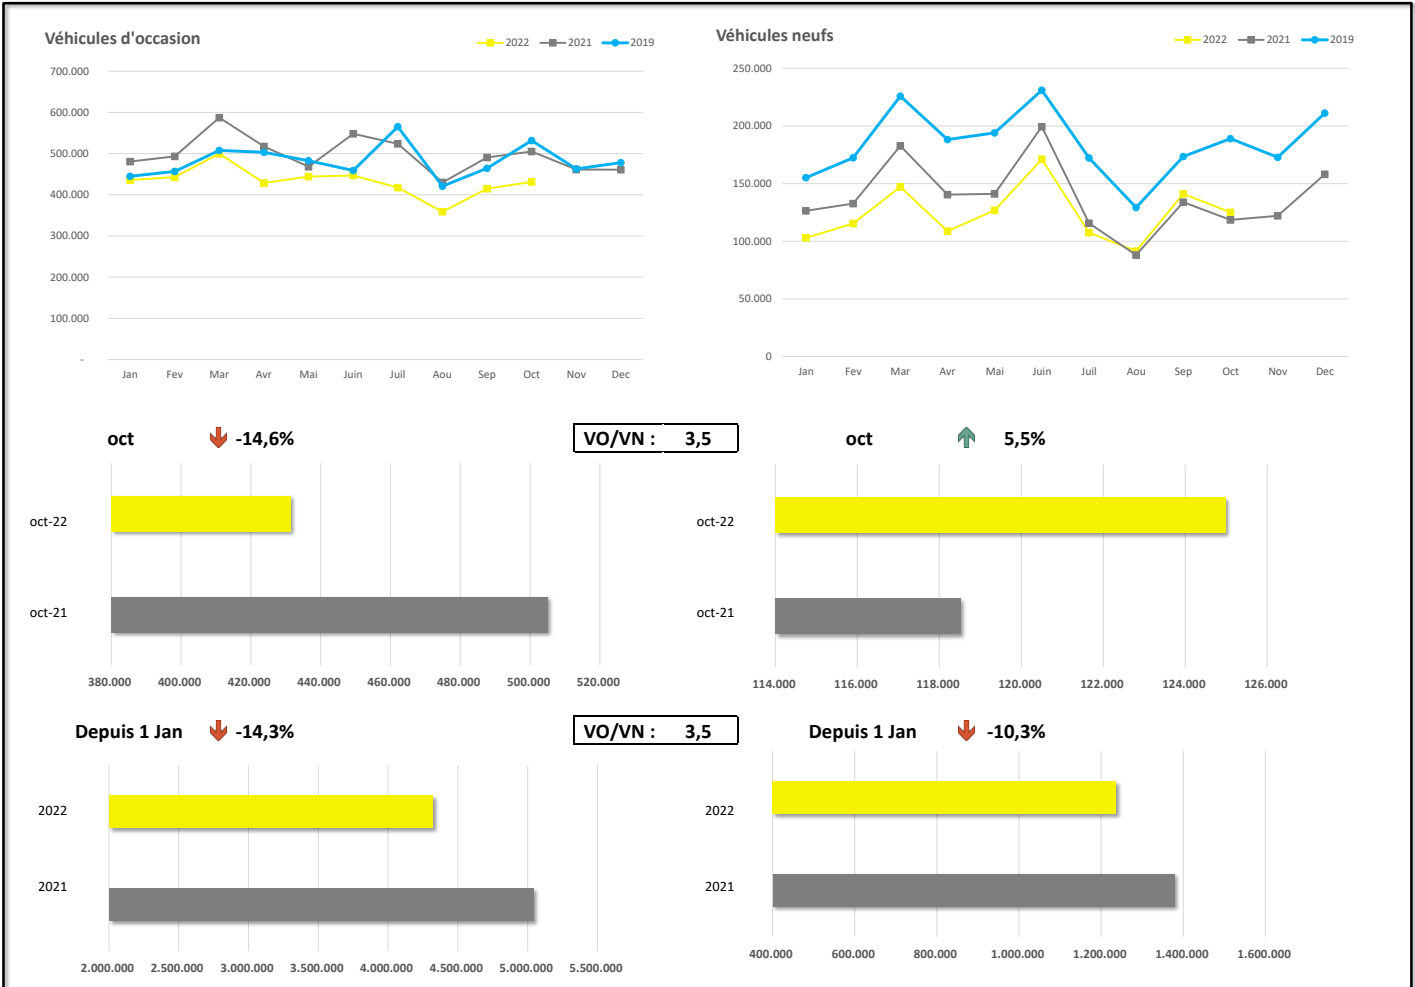 Véhicules d'occasion
2022 2021 2019
700.000
600.000
500.000
400.000
300.000
200.000
100.000
-
Jan Fev Mar Avr Mai Juin Juil Aou Sep Oct Nov Dec
Véhicules neufs
2022 2021 2019
250.000
200.000
150.000
100.000
50.000
0
Jan Fev Mar Avr Mai Juin Juil Aou Sep Oct Nov Dec
oct -14,6%
VO/VN : 3,5
oct 5,5%
oct-22
oct-21
380.000 400.000 420.000 440.000 460.000 480.000 500.000 520.000
oct-22
oct-21
114.000 116.000 118.000 120.000 122.000 124.000 126.000
Depuis 1 Jan -14,3%
VO/VN : 3,5
Depuis 1 Jan -10,3%
2022
2021
2.000.000 2.500.000 3.000.000 3.500.000 4.000.000 4.500.000 5.000.000 5.500.000
2022
2021
400.000 600.000 800.000 1.000.000 1.200.000 1.400.000 1.600.000